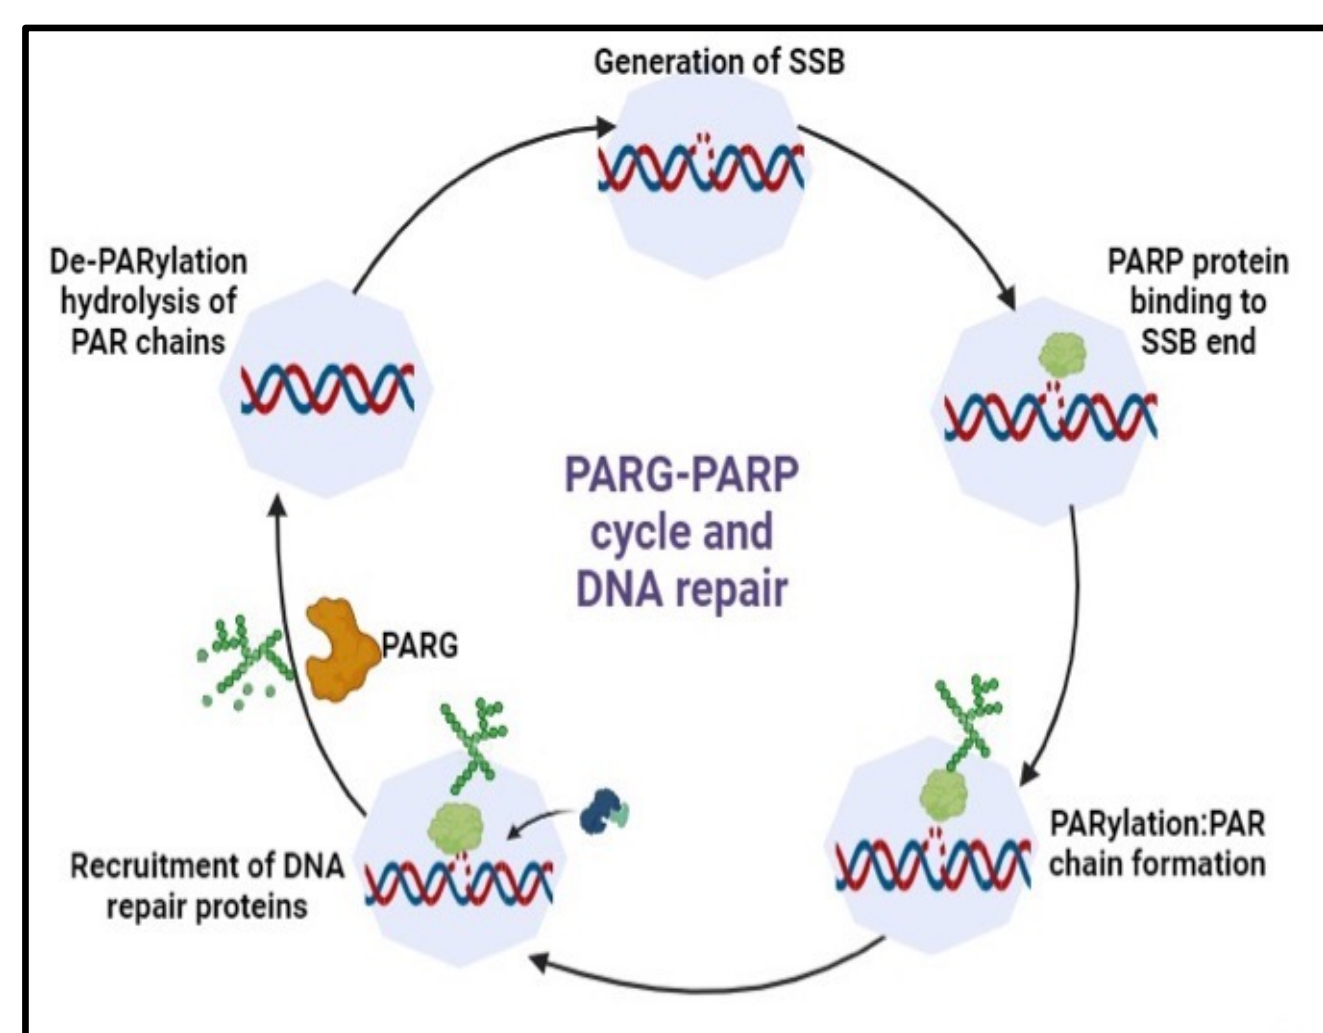 Generation of SSB
PARP protein
binding to
SSB end
De-PARylation
hydrolysis of
PAR chains
PARG-PARP
cycle and
DNA repair
PARG
PARylation:PAR
chain formation
Recruitment of DNA
repair proteins